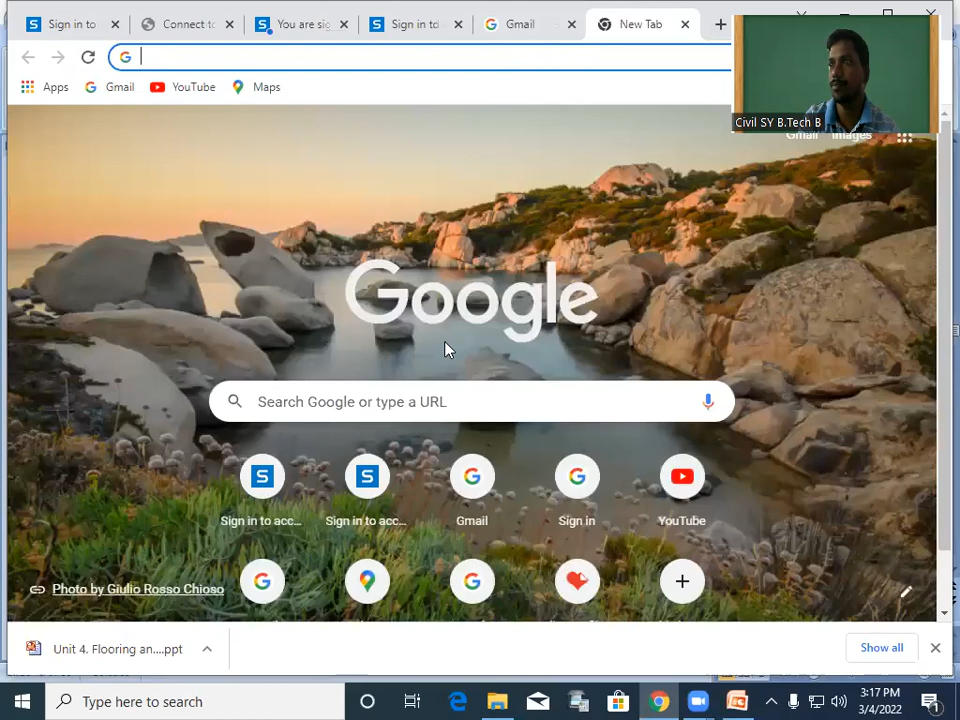 Sign in to
Connect to
You are sig
Sign in to
Gmail
New Tab
Apps
Gmail
YouTube
Maps
Civil SY B.Tech B
Gmail
Images
Google
Search Google or type a URL
Sign in to acc...
Sign in to acc...
Gmail
Sign in
YouTube
Photo by Giulio Rosso Chioso
Unit 4. Flooring an....ppt
Show all
Type here to search
3:17 PM
3/4/2022